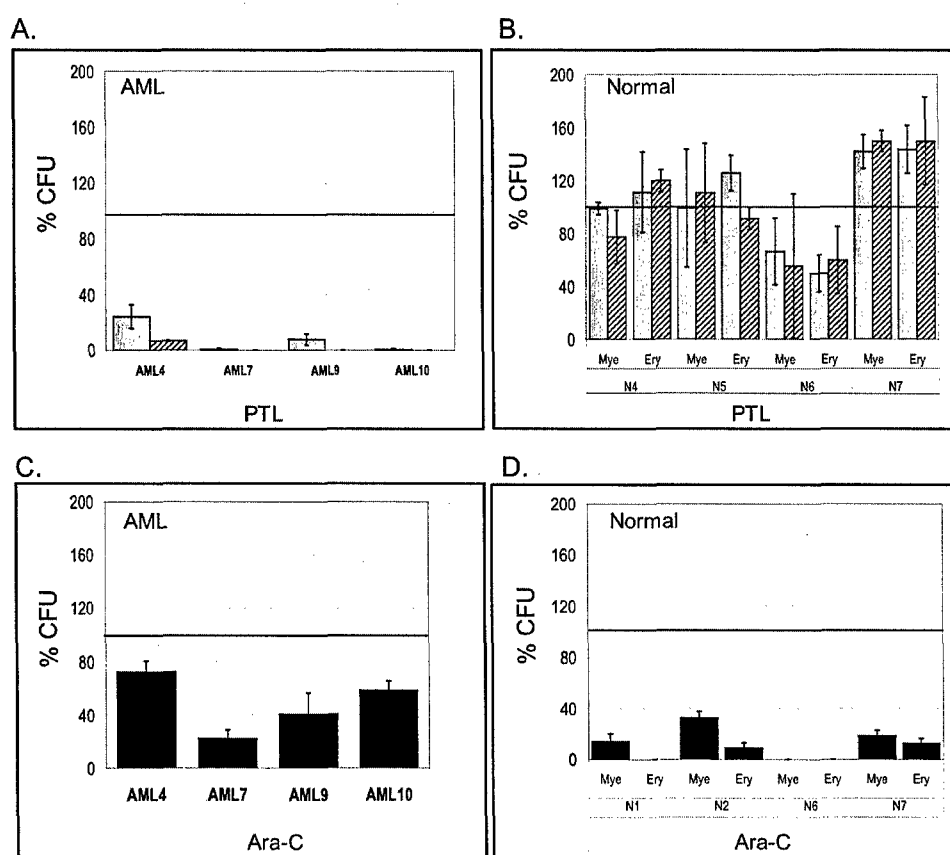 A.
AML
200
160
120
80
40
0
% CFU
AML4 AML7 AML9 AML10
PTL
B.
Normal
200
160
120
80
40
0
% CFU
Mye Ery Mye Ery Mye Ery Mye Ery
N4 N5 N6 N7
PTL
C.
AML
200
160
120
80
40
0
% CFU
AML4 AML7 AML9 AML10
Ara-C
D.
Normal
200
160
120
80
40
0
% CFU
Mye Ery Mye Ery Mye Ery Mye Ery
N1 N2 N6 N7
Ara-C